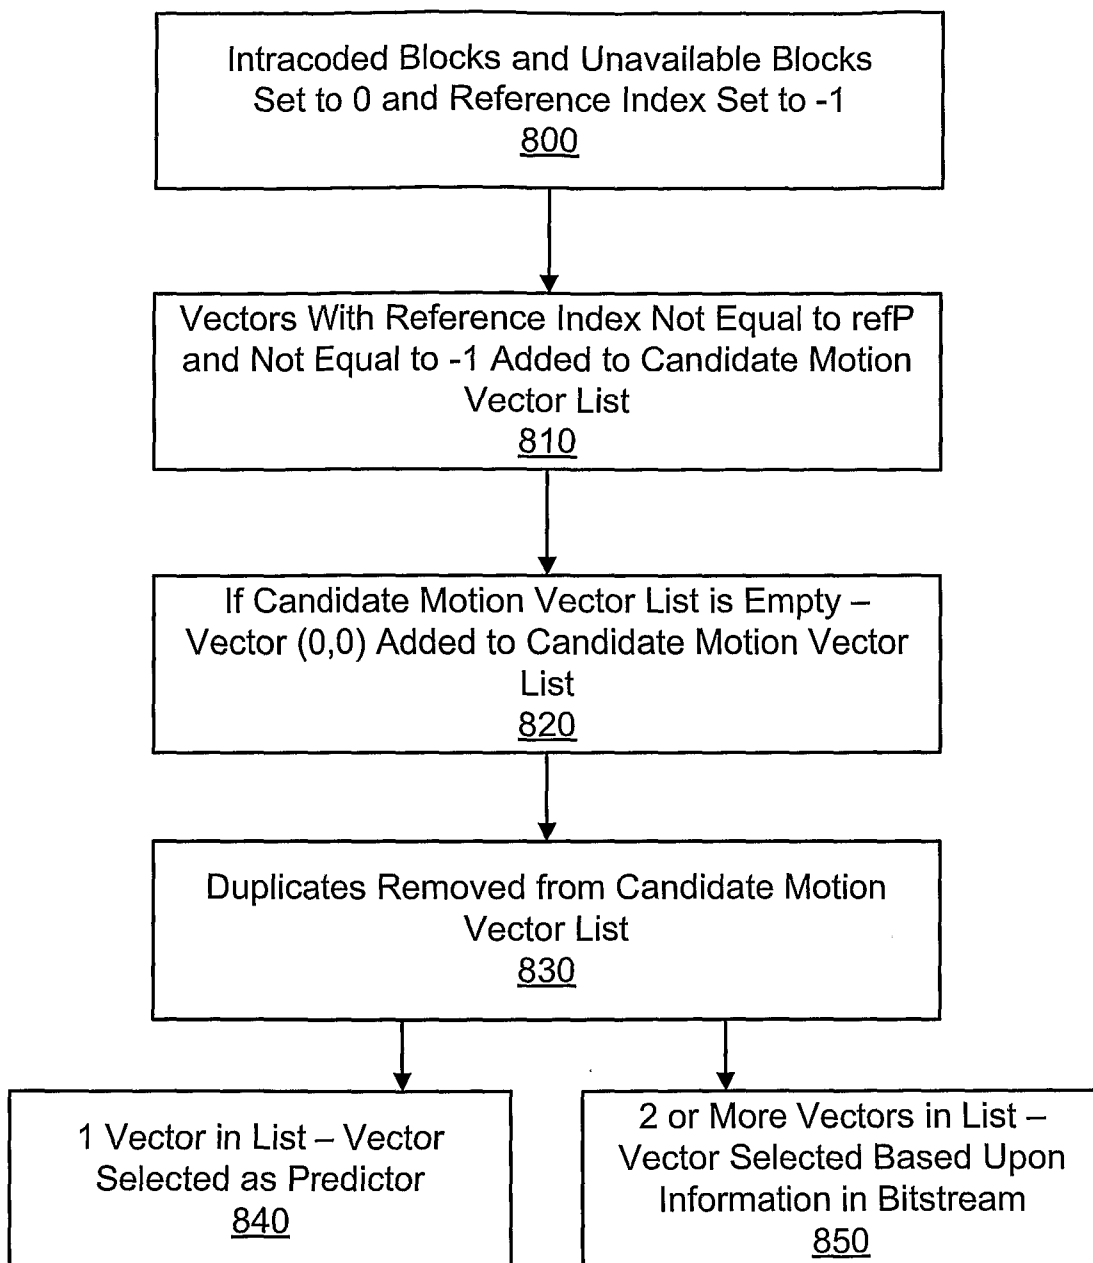 Intracoded Blocks and Unavailable Blocks
Set to 0 and Reference Index Set to -1
800
Vectors With Reference Index Not Equal to refP
and Not Equal to -1 Added to Candidate Motion
Vector List
810
If Candidate Motion Vector List is Empty –
Vector (0,0) Added to Candidate Motion Vector
List
820
Duplicates Removed from Candidate Motion
Vector List
830
1 Vector in List – Vector
Selected as Predictor
840
2 or More Vectors in List –
Vector Selected Based Upon
Information in Bitstream
850